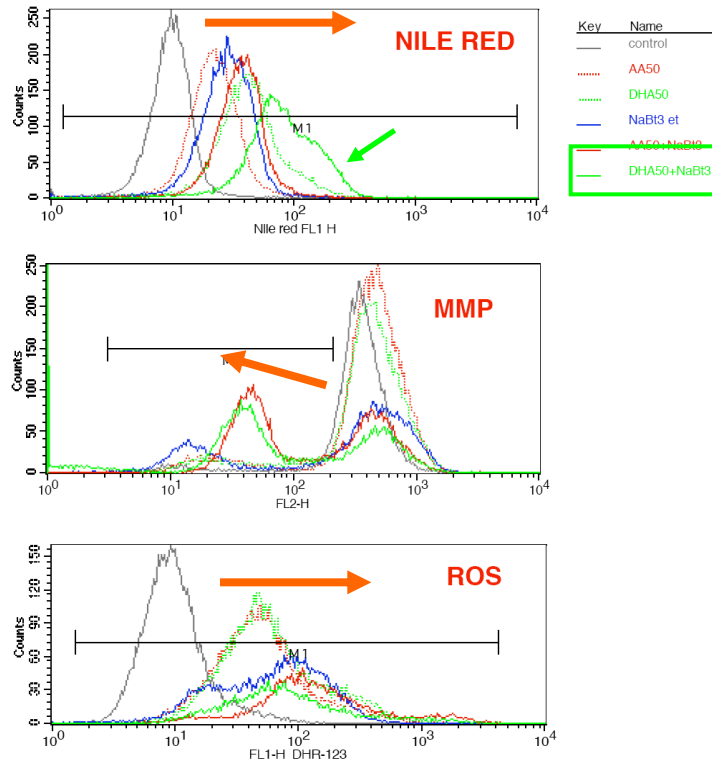 NILE RED
Counts
0 50 100 150 200 250
M1
10^0 10^1 10^2 10^3 10^4
Nile red FL1 H
Key Name
control
AA50
DHA50
NaBt3 et
AA50+NaBt3
DHA50+NaBt3
MMP
Counts
0 50 100 150 200 250
10^0 10^1 10^2 10^3 10^4
FL2-H
ROS
Counts
0 30 60 90 120 150
M1
10^0 10^1 10^2 10^3 10^4
FL1-H DHR-123